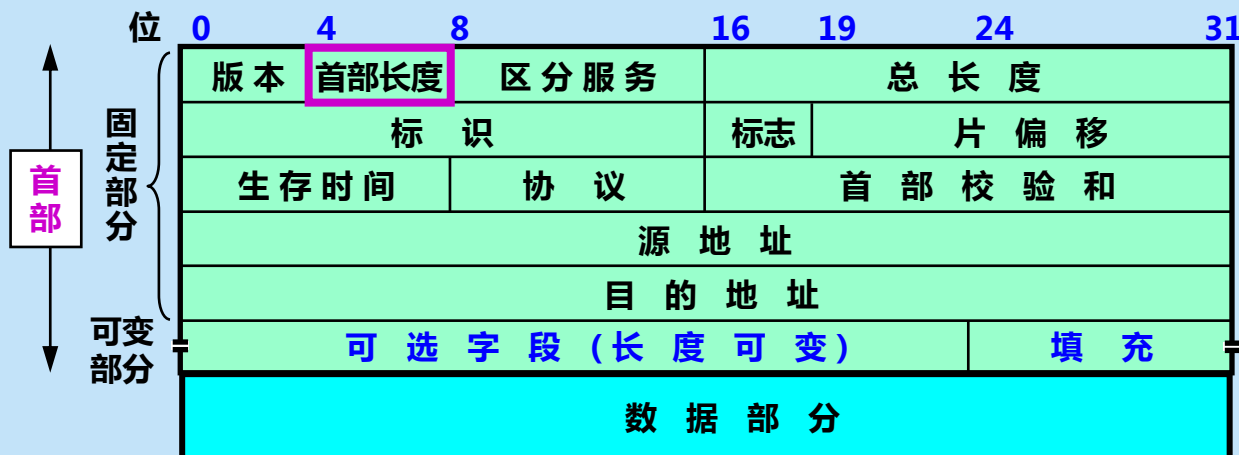 位 0 4 8 16 19 24 31
版本 首部长度 区分服务 总长度
标识 标志 片偏移
生存时间 协议 首部校验和
源地址
目的地址
可选字段(长度可变) 填充
数据部分
首部
固定部分
可变部分